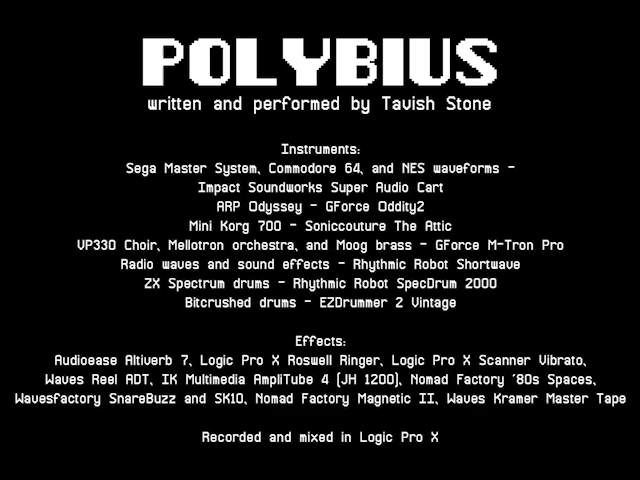 POLYBIUS
written and performed by Tavish Stone
Instruments:
Sega Master System, Commodore 64, and NES waveforms -
Impact Soundworks Super Audio Cart
ARP Odyssey - GForce Oddity2
Mini Korg 700 - Soniccouture The Attic
VP330 Choir, Mellotron orchestra, and Moog brass - GForce M-Tron Pro
Radio waves and sound effects - Rhythmic Robot Shortwave
ZX Spectrum drums - Rhythmic Robot SpecDrum 2000
Bitcrushed drums - EZDrummer 2 Vintage
Effects:
Audioease Altiverb 7, Logic Pro X Roswell Ringer, Logic Pro X Scanner Vibrato,
Waves Reel ADT, IK Multimedia AmpliTube 4 (JH 1200), Nomad Factory '80s Spaces,
Wavesfactory SnareBuzz and SK10, Nomad Factory Magnetic II, Waves Kramer Master Tape
Recorded and mixed in Logic Pro X